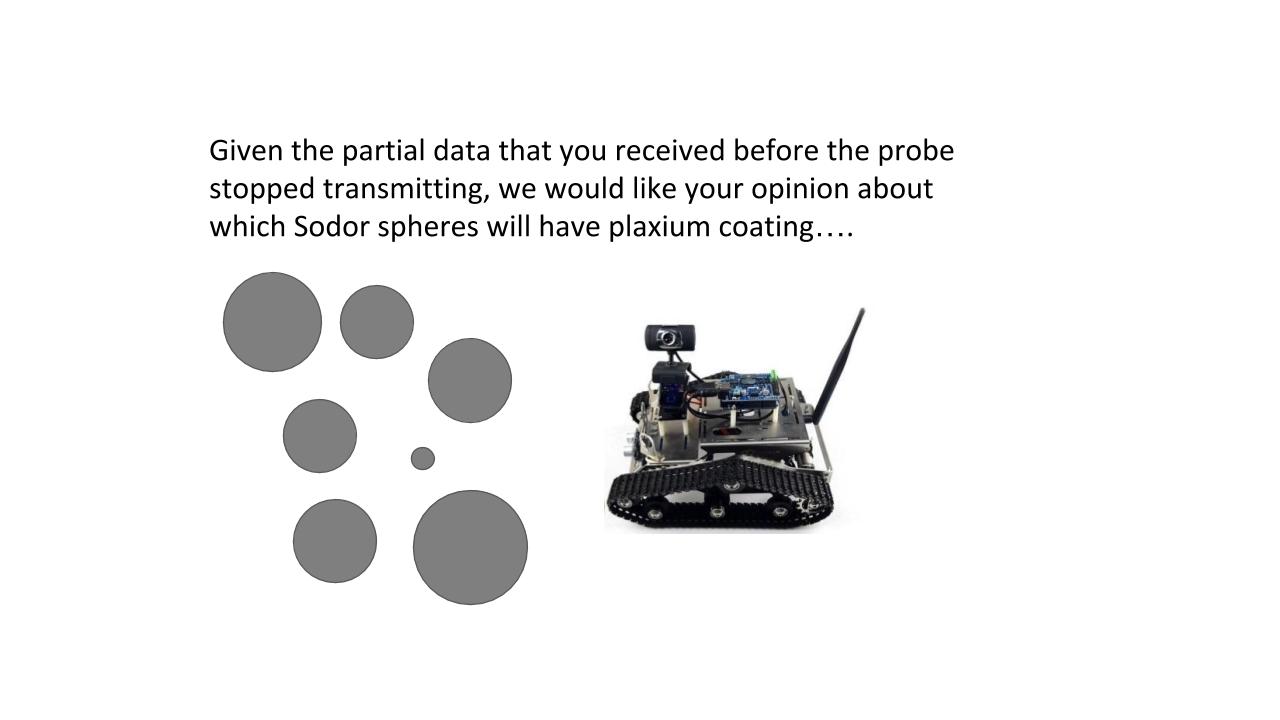 Given the partial data that you received before the probe
stopped transmitting, we would like your opinion about
which Sodor spheres will have plaxium coating….